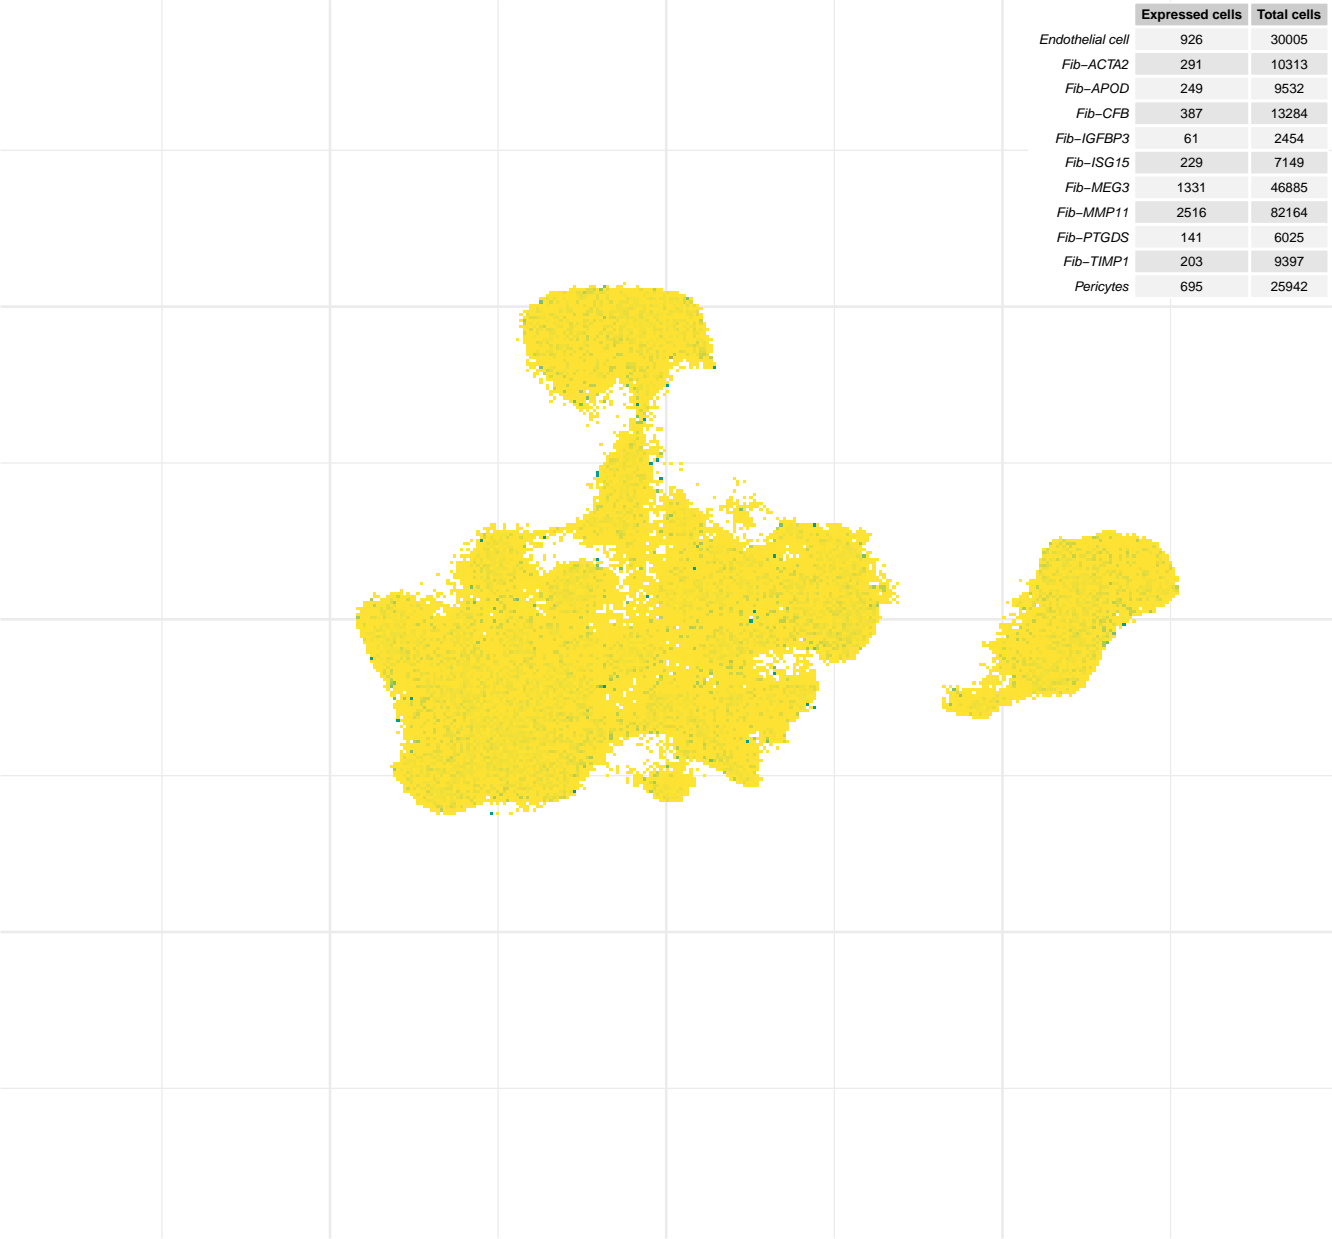 Expressed cells Total cells
Endothelial cell 926 30005
Fib−ACTA2 291 10313
Fib−APOD 249 9532
Fib−CFB 387 13284
Fib−IGFBP3 61 2454
Fib−ISG15 229 7149
Fib−MEG3 1331 46885
Fib−MMP11 2516 82164
Fib−PTGDS 141 6025
Fib−TIMP1 203 9397
Pericytes 695 25942